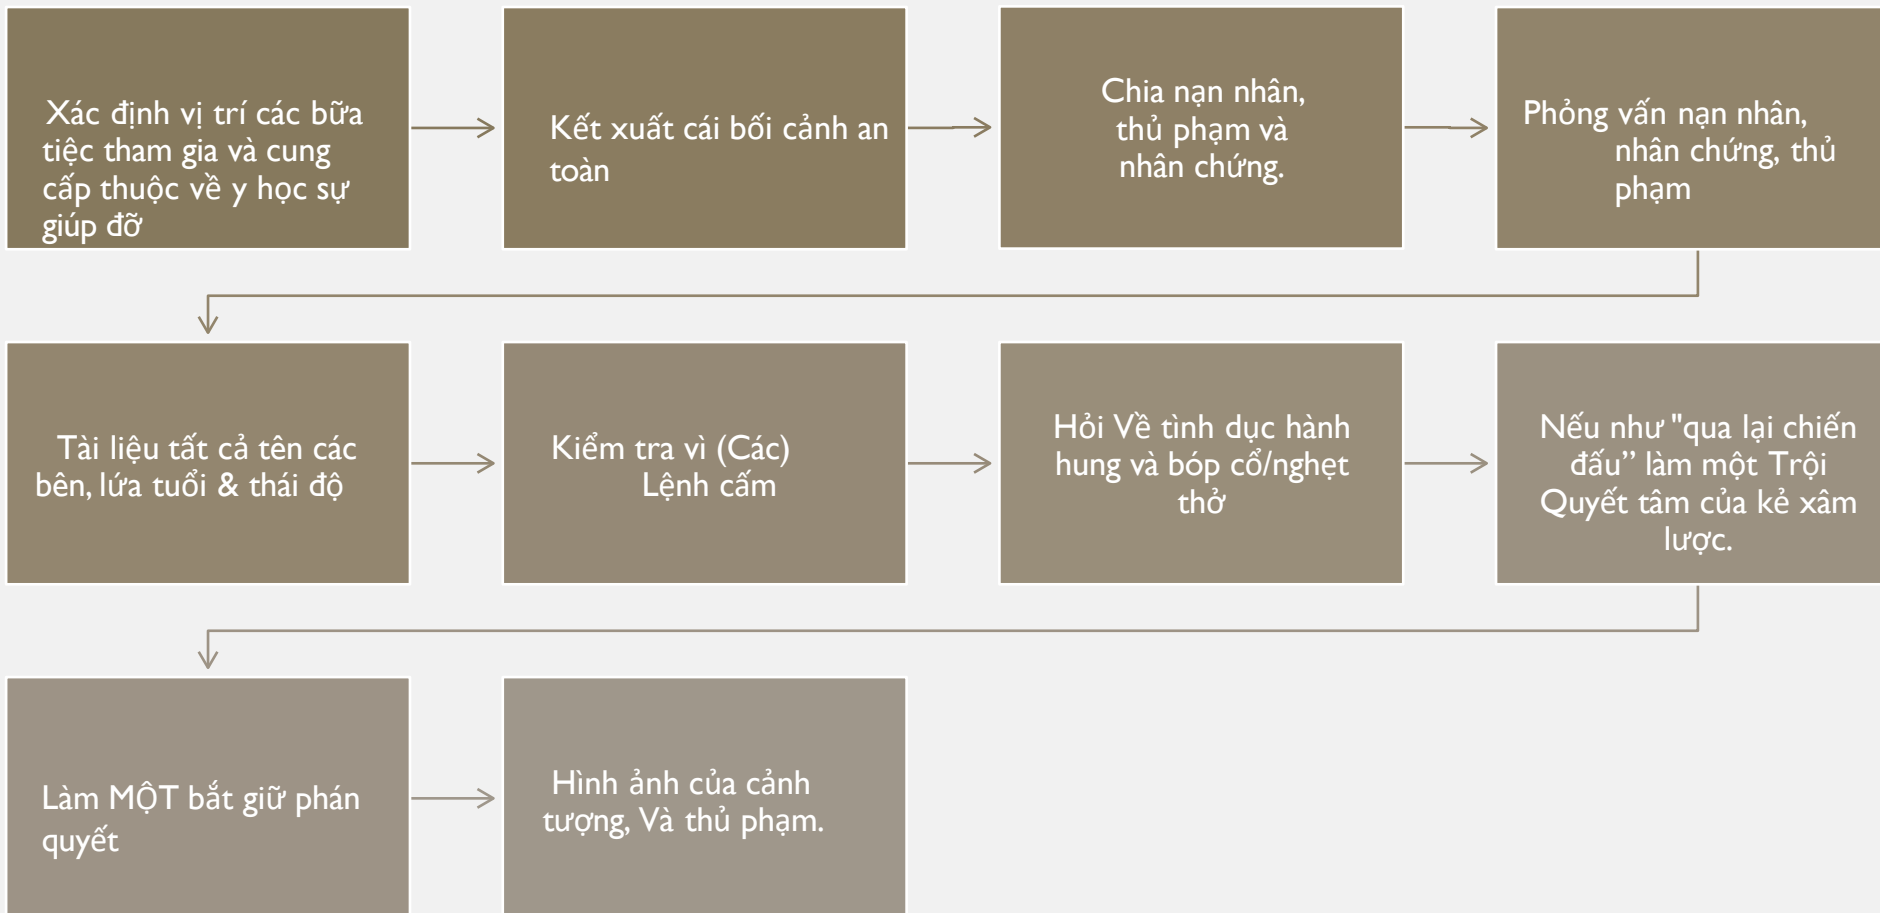 Xác định vị trí các bữa
tiệc tham gia và cung
cấp thuộc về y học sự
giúp đỡ
Kết xuất cái bối cảnh an
toàn
Chia nạn nhân,
thủ phạm và
nhân chứng.
Phỏng vấn nạn nhân,
nhân chứng, thủ
phạm
Tài liệu tất cả tên các
bên, lứa tuổi & thái độ
Kiểm tra vì (Các)
Lệnh cấm
Hỏi Về tình dục hành
hung và bóp cổ/nghẹt
thở
Nếu như "qua lại chiến
đấu” làm một Trội
Quyết tâm của kẻ xâm
lược.
Làm MỘT bắt giữ phán
quyết
Hình ảnh của cảnh
tượng, Và thủ phạm.